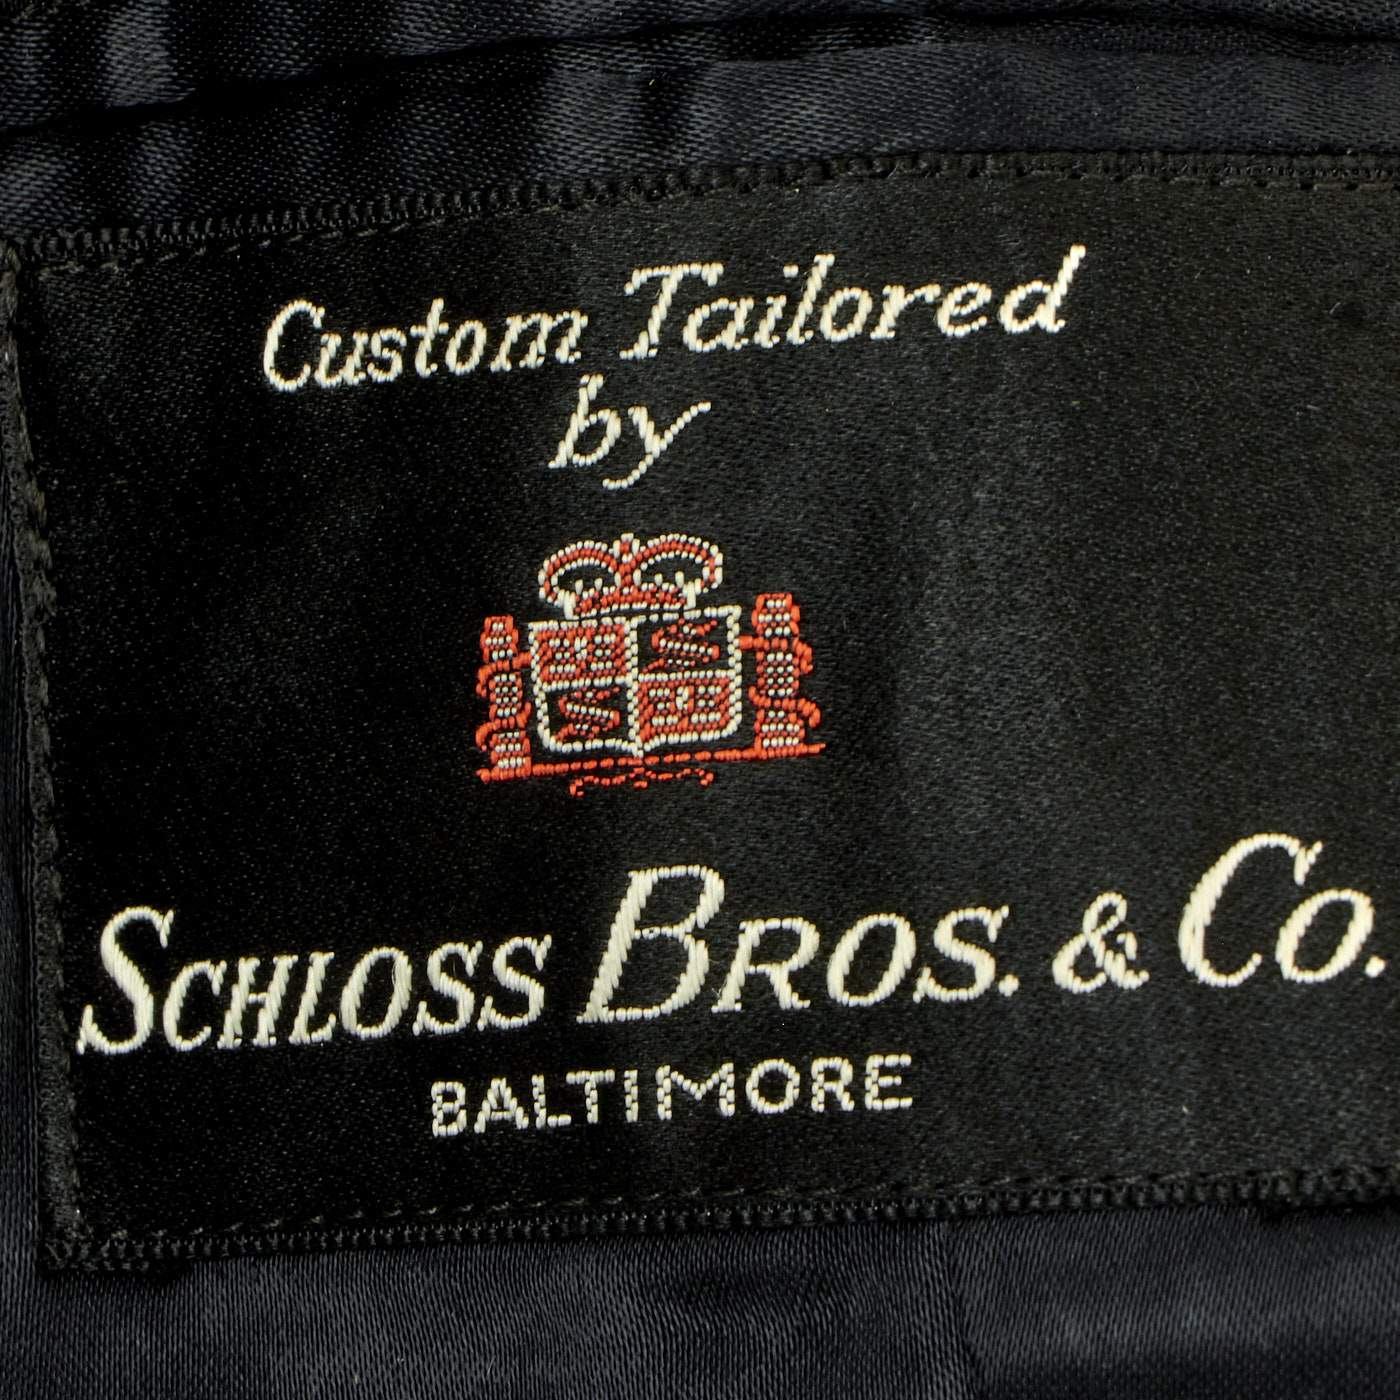 Custom Tailored
by
SCHLOSS BROS. & CO.
BALTIMORE